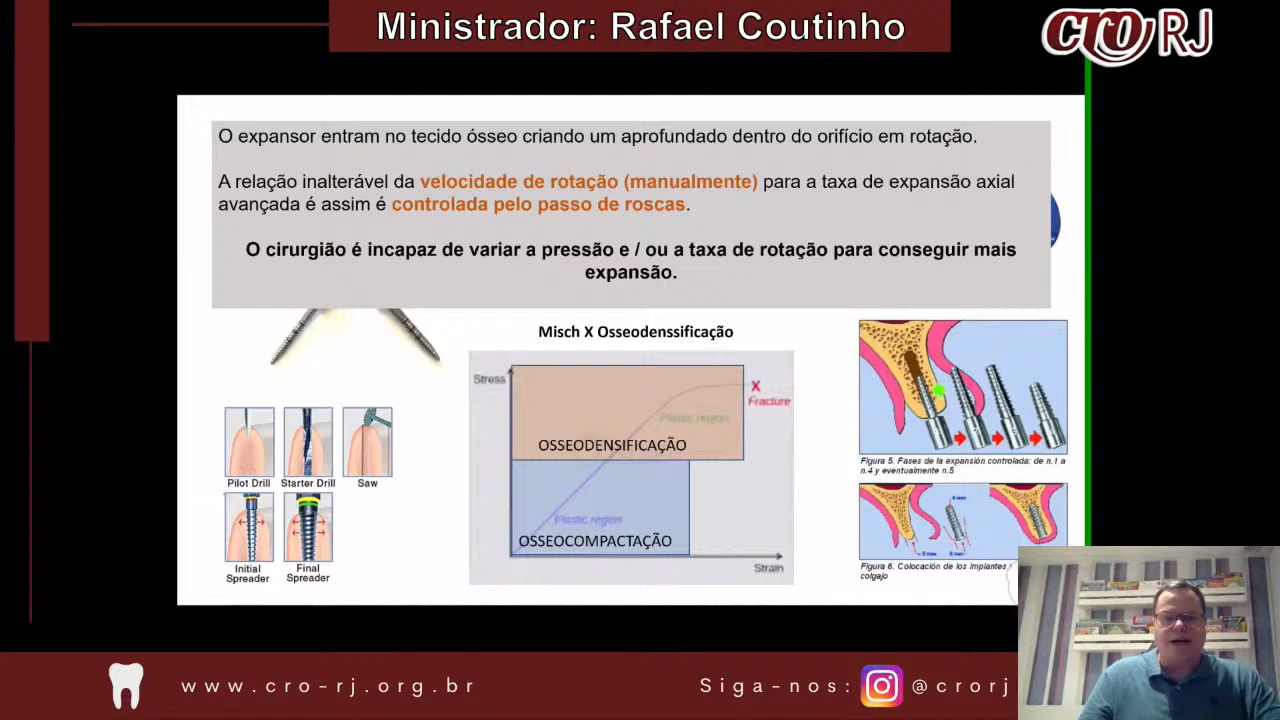 Ministrador: Rafael Coutinho
CRO RJ
O expansor entram no tecido ósseo criando um aprofundado dentro do orifício em rotação.
A relação inalterável da velocidade de rotação (manualmente) para a taxa de expansão axial
avançada é assim é controlada pelo passo de roscas.
O cirurgião é incapaz de variar a pressão e / ou a taxa de rotação para conseguir mais
expansão.
Misch X Osseodenssificação
Stress
X
Fracture
Plastic region
OSSEODENSIFICAÇÃO
Elastic region
OSSEOCOMPACTAÇÃO
Strain
Pilot Drill
Starter Drill
Saw
Initial
Spreader
Final
Spreader
Figura 5. Fases de la expansión controlada: de n.1 a
n.4 y eventualmente n.5
Figura 6. Colocación de los implantes
colgajo
www.cro-rj.org.br
Siga-nos:
@crorj